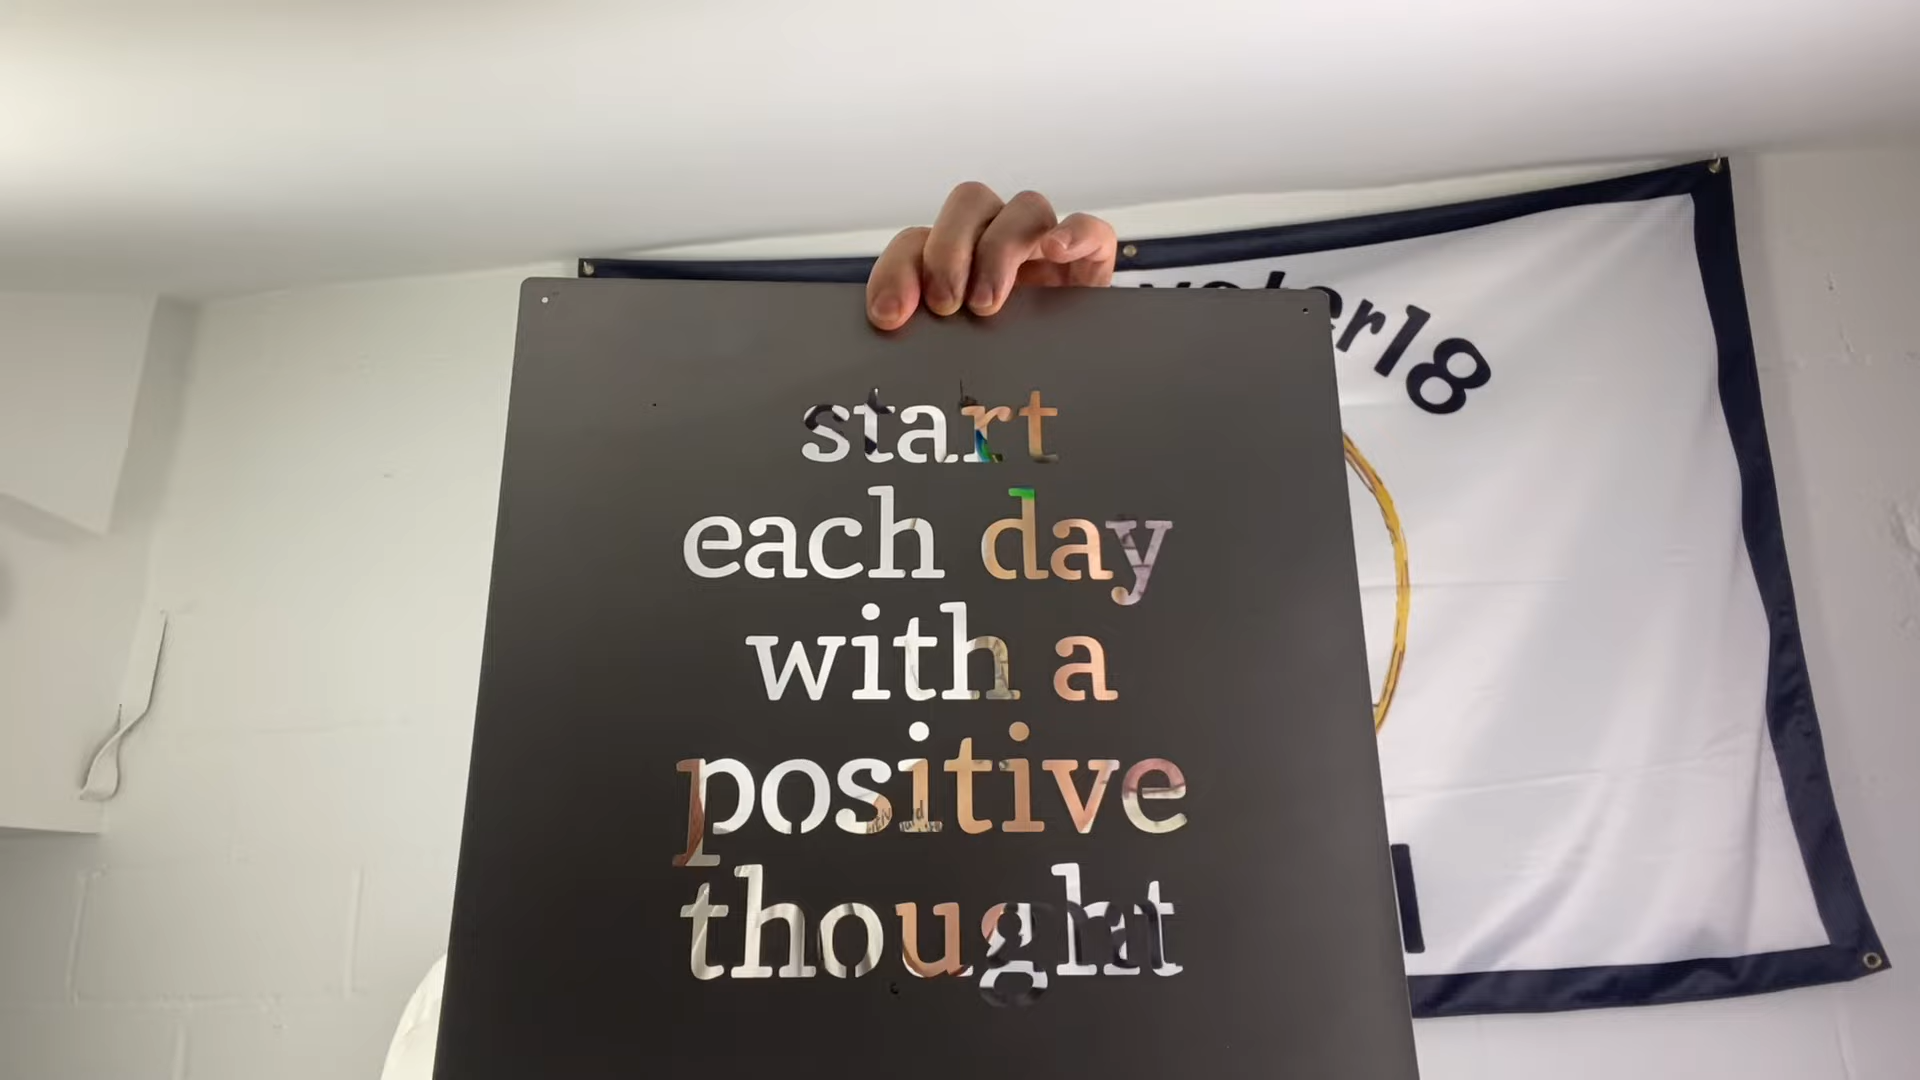 start
each day
with a
positive
thought